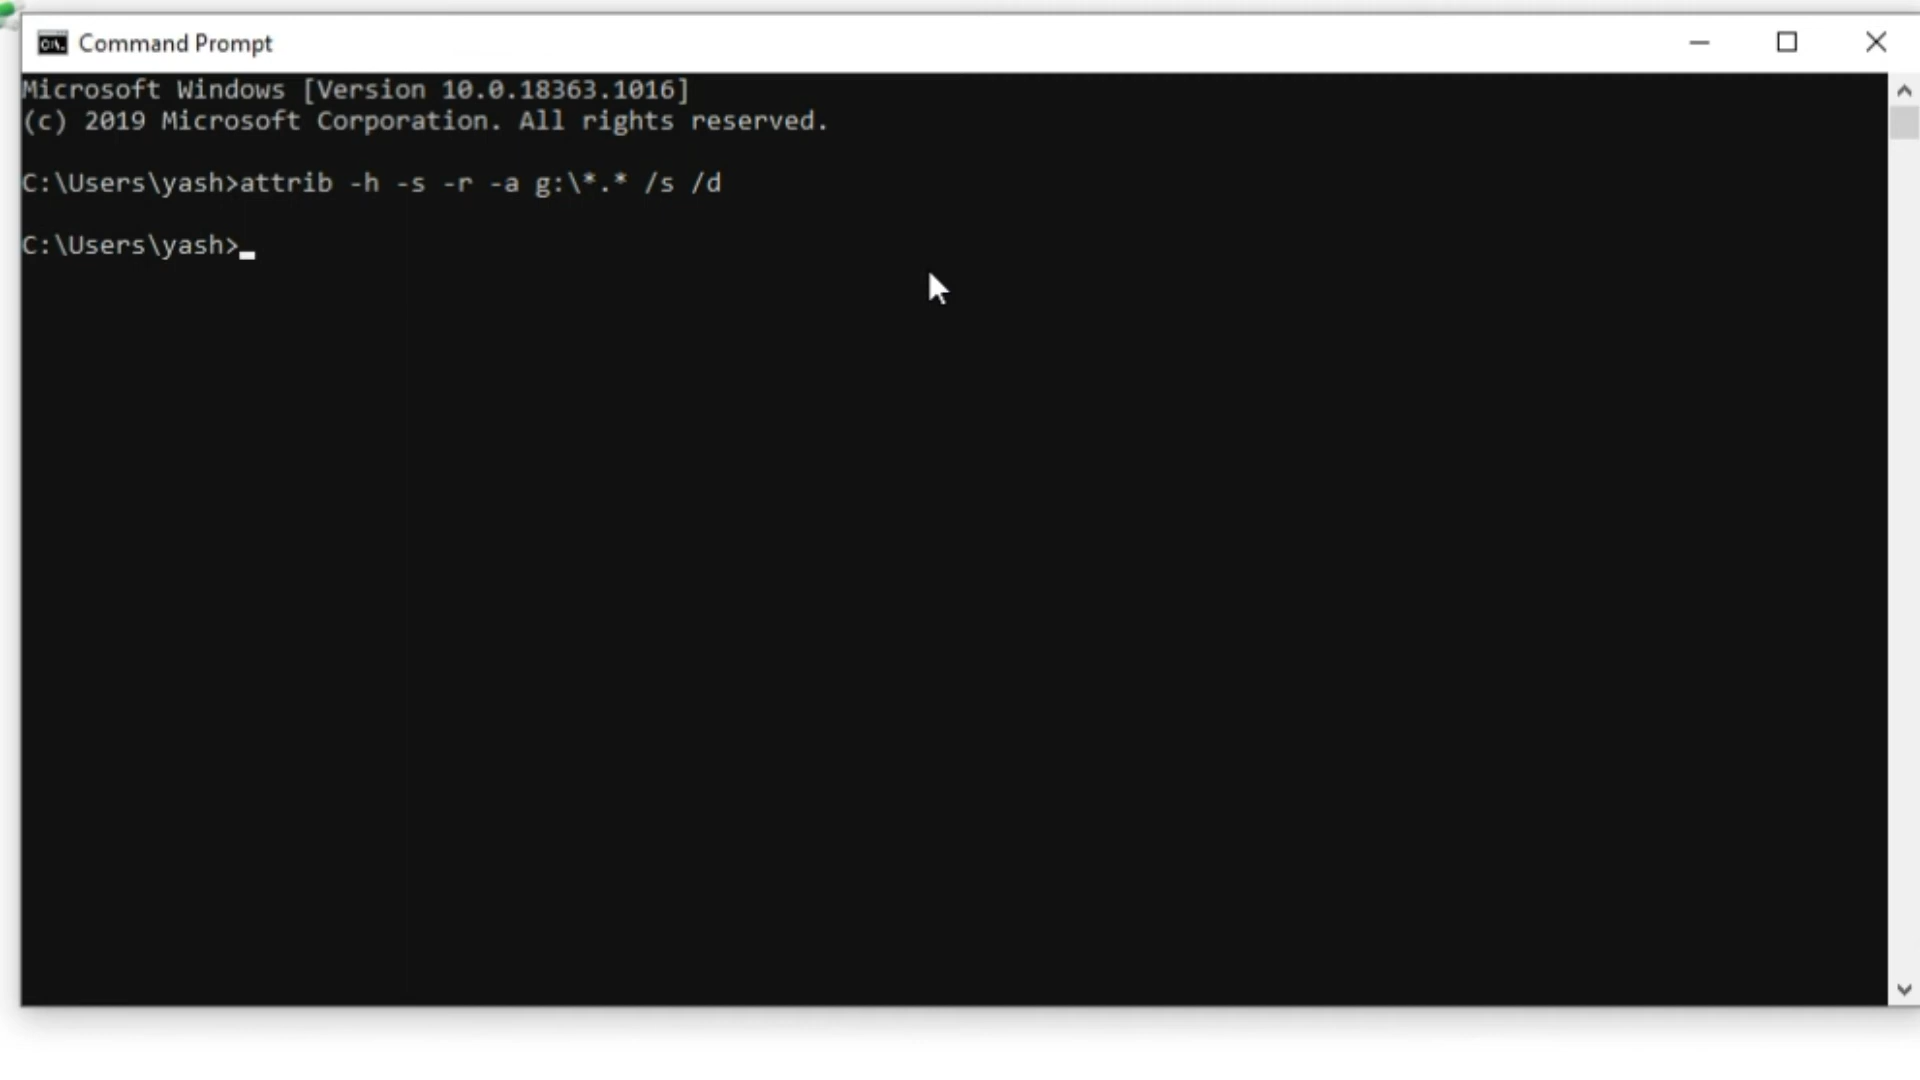 Command Prompt
Microsoft Windows [Version 10.0.18363.1016]
(c) 2019 Microsoft Corporation. All rights reserved.
C:\Users\yash>attrib -h -s -r -a g:\*.* /s /d
C:\Users\yash>